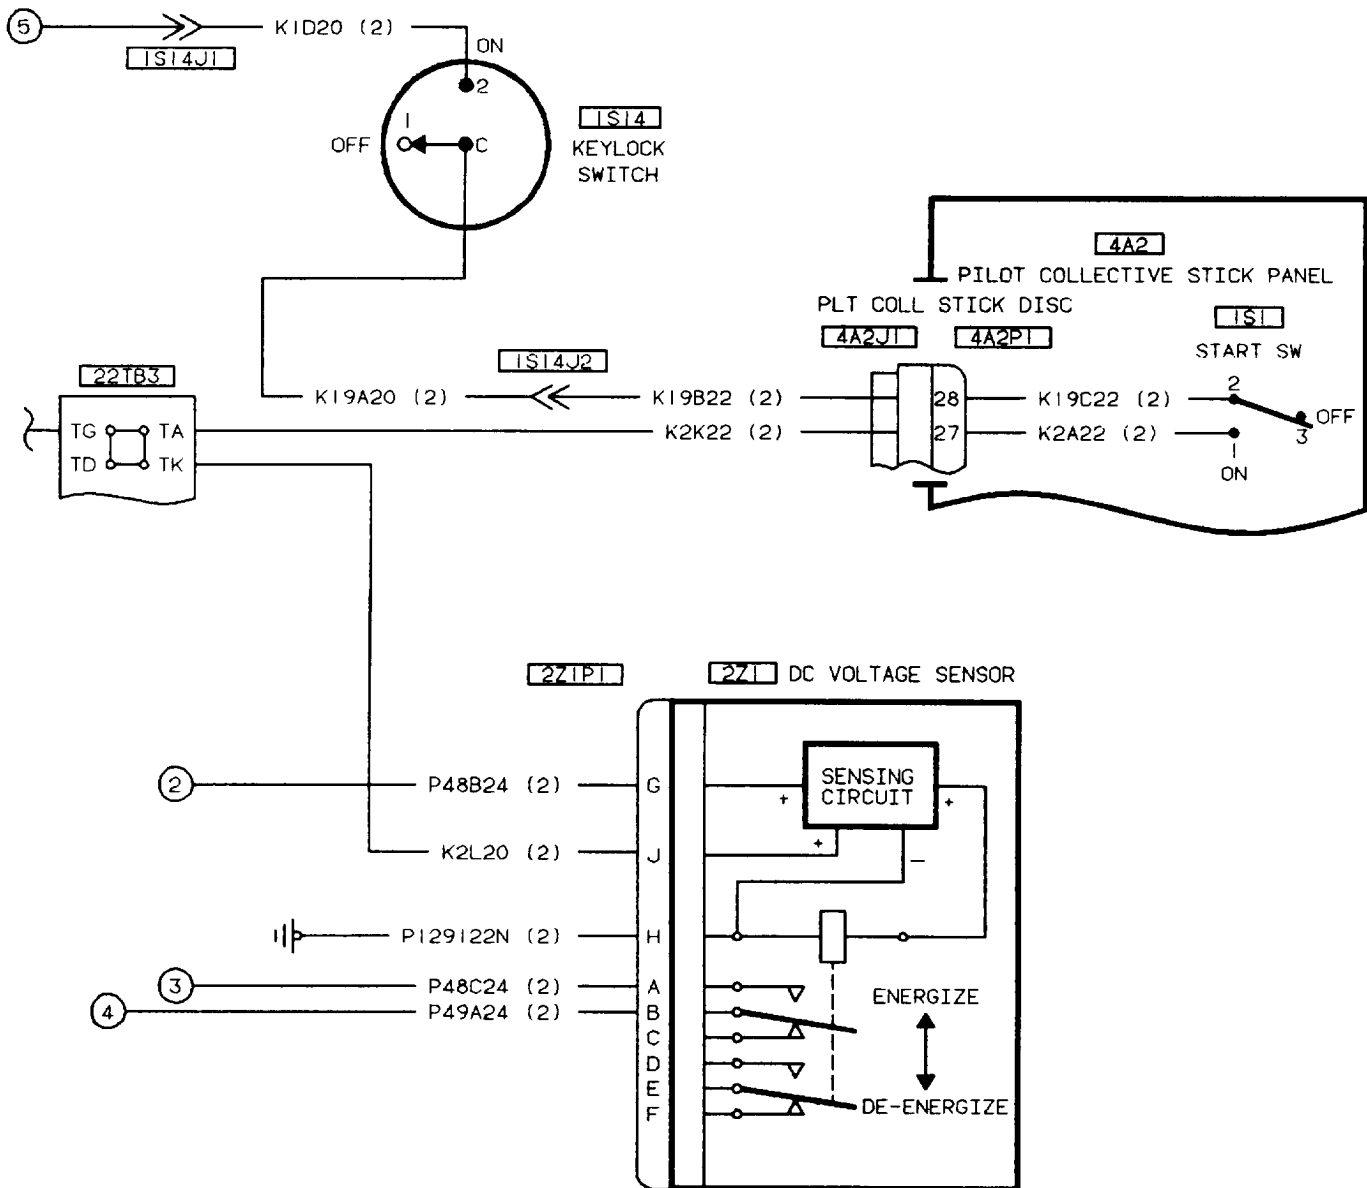 5
K1D20 (2)
1S14J1
ON
2
1S14
KEYLOCK
SWITCH
1
OFF
C
4A2
PILOT COLLECTIVE STICK PANEL
PLT COLL STICK DISC
4A2J1
4A2P1
1S1
START SW
22TB3
1S14J2
K19A20 (2)
K19B22 (2)
28
K19C22 (2)
2
OFF
3
TG
TA
K2K22 (2)
27
K2A22 (2)
1
ON
TD
TK
2Z1P1
2Z1
DC VOLTAGE SENSOR
2
P48B24 (2)
G
+
SENSING
CIRCUIT
+
K2L20 (2)
J
+
−
P129122N (2)
H
3
P48C24 (2)
A
ENERGIZE
4
P49A24 (2)
B
C
D
E
DE-ENERGIZE
F